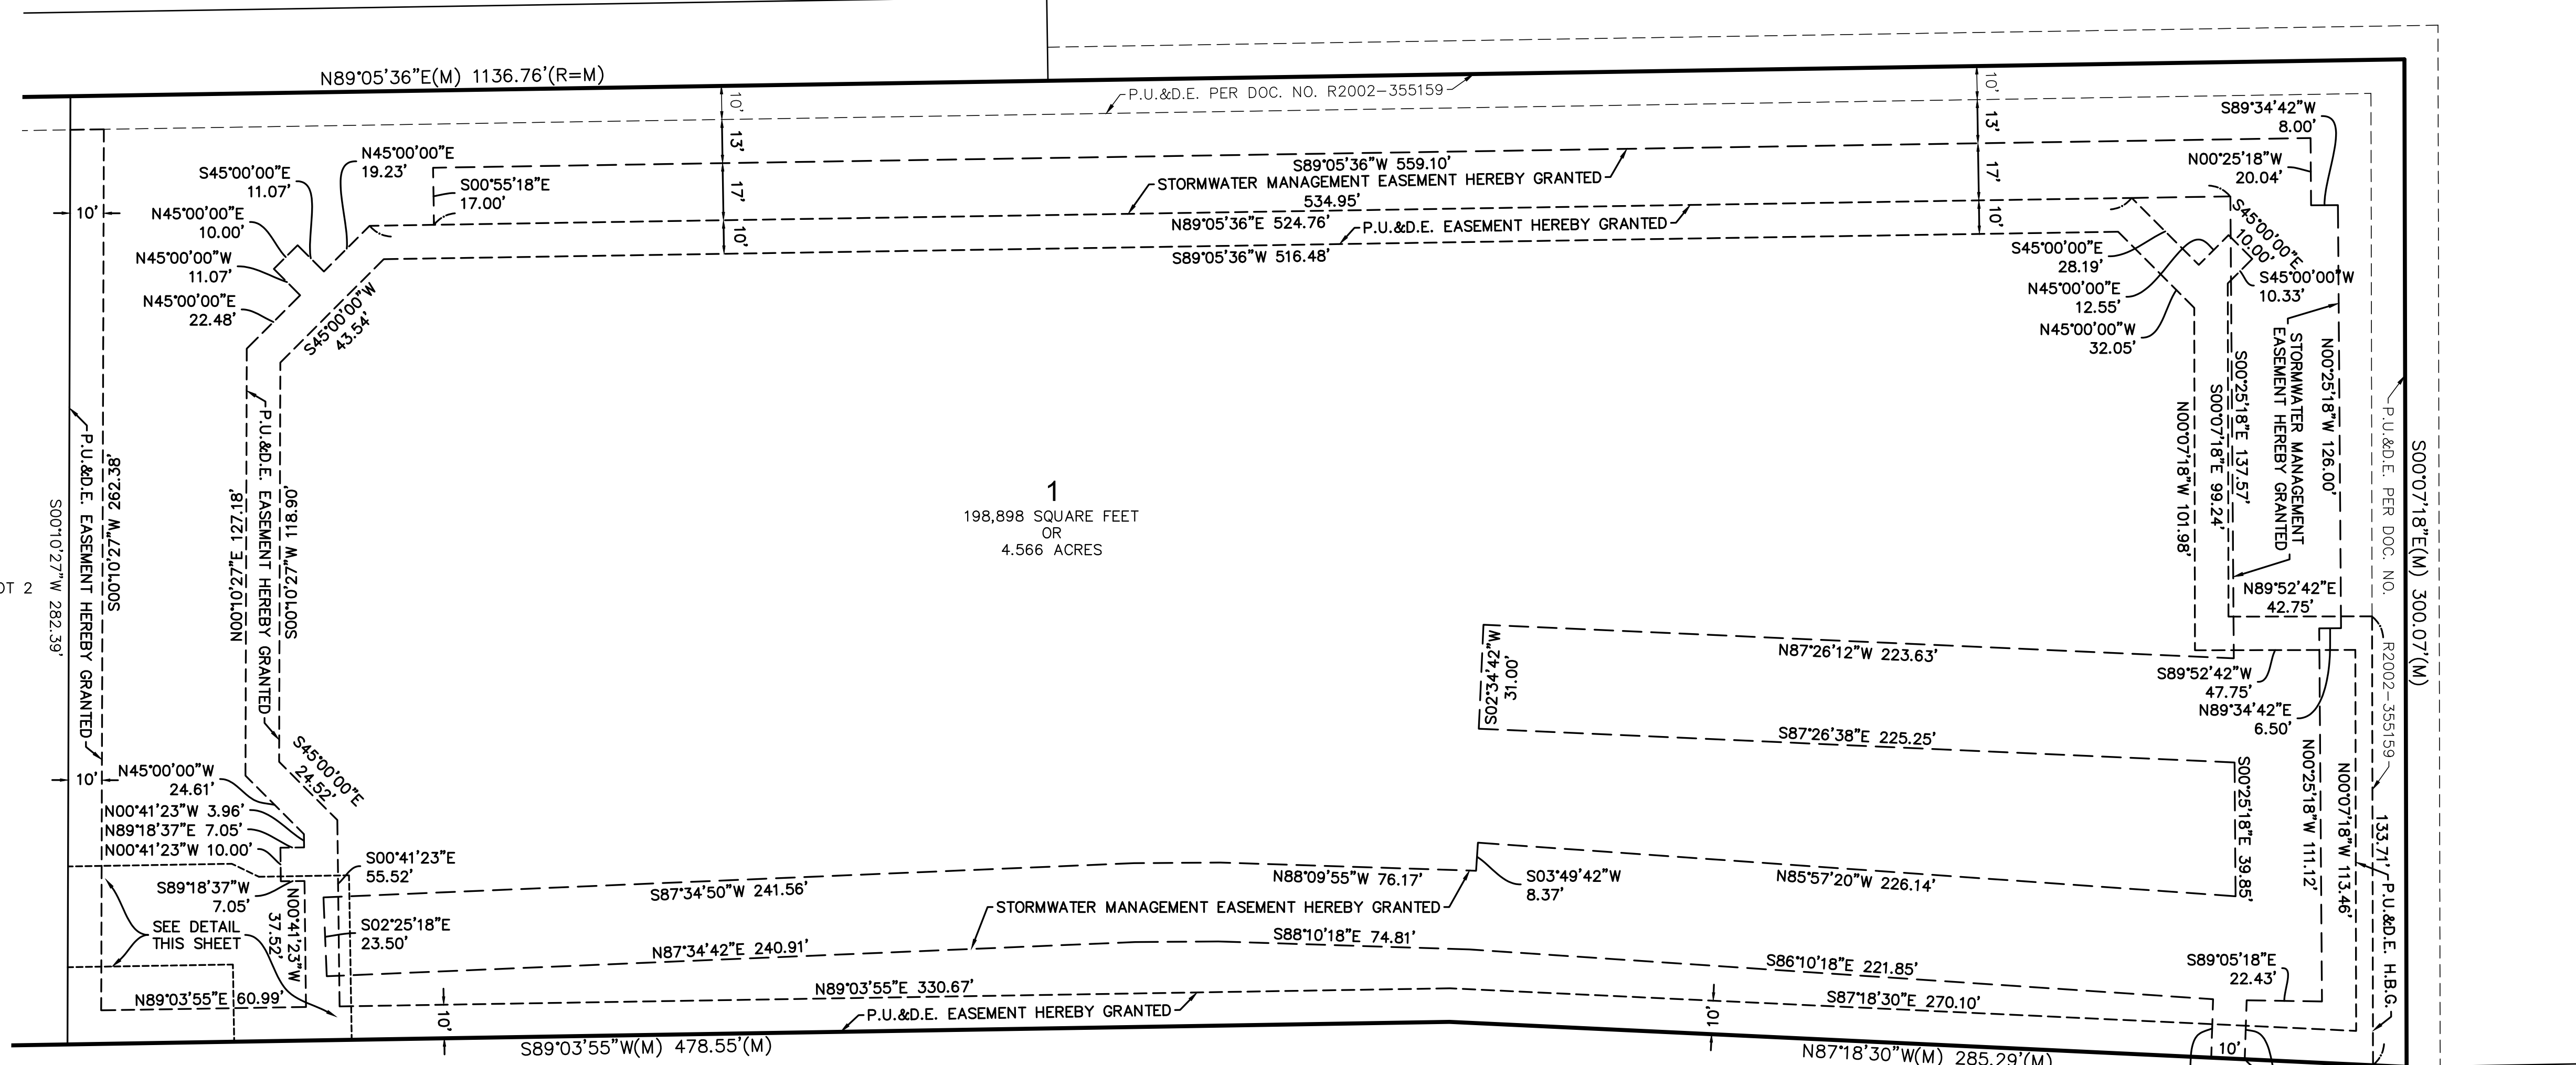 N89°05'36"E(M) 1136.76'(R=M)
P.U.&D.E. PER DOC. NO. R2002-355159
10'
13'
17'
10'
10'
13'
17'
10'
S89°34'42"W
8.00'
N00°25'18"W
20.04'
N45°00'00"E
19.23'
S45°00'00"E
11.07'
N45°00'00"E
10.00'
N45°00'00"W
11.07'
N45°00'00"E
22.48'
S00°55'18"E
17.00'
S45°00'00"W
43.54'
S89°05'36"W 559.10'
STORMWATER MANAGEMENT EASEMENT HEREBY GRANTED
534.95'
N89°05'36"E 524.76'
P.U.&D.E. EASEMENT HEREBY GRANTED
S89°05'36"W 516.48'
S45°00'00"E
10.00'
S45°00'00"E
28.19'
S45°00'00"W
10.33'
N45°00'00"E
12.55'
N45°00'00"W
32.05'
10'
P.U.&D.E. EASEMENT HEREBY GRANTED
S00°10'27"W 262.38'
S00°10'27"W 282.39'
OT 2
N00°10'27"E 127.18'
P.U.&D.E. EASEMENT HEREBY GRANTED
S00°10'27"W 118.90'
1
198,898 SQUARE FEET
OR
4.566 ACRES
N00°07'18"W 101.98'
S00°07'18"E 99.24'
S00°25'18"E 137.57'
STORMWATER MANAGEMENT
EASEMENT HEREBY GRANTED
N00°25'18"W 126.00'
P.U.&D.E. PER DOC. NO.
R2002-355159
S00°07'18"E(M) 300.07'(M)
N89°52'42"E
42.75'
S89°52'42"W
47.75'
N89°34'42"E
6.50'
N87°26'12"W 223.63'
S02°34'42"W
31.00'
S87°26'38"E 225.25'
S00°25'18"E 39.85'
N00°25'18"W 111.12'
N00°07'18"W 113.46'
133.71'
P.U.&D.E. H.B.G.
10'
S45°00'00"E
24.52'
N45°00'00"W
24.61'
N00°41'23"W 3.96'
N89°18'37"E 7.05'
N00°41'23"W 10.00'
S89°18'37"W
7.05'
N00°41'23"W
37.52'
SEE DETAIL
THIS SHEET
N89°03'55"E 60.99'
S00°41'23"E
55.52'
S02°25'18"E
23.50'
S87°34'50"W 241.56'
N88°09'55"W 76.17'
S03°49'42"W
8.37'
N85°57'20"W 226.14'
STORMWATER MANAGEMENT EASEMENT HEREBY GRANTED
N87°34'42"E 240.91'
S88°10'18"E 74.81'
S86°10'18"E 221.85'
S89°05'18"E
22.43'
N89°03'55"E 330.67'
S87°18'30"E 270.10'
P.U.&D.E. EASEMENT HEREBY GRANTED
10'
10'
10'
S89°03'55"W(M) 478.55'(M)
N87°18'30"W(M) 285.29'(M)